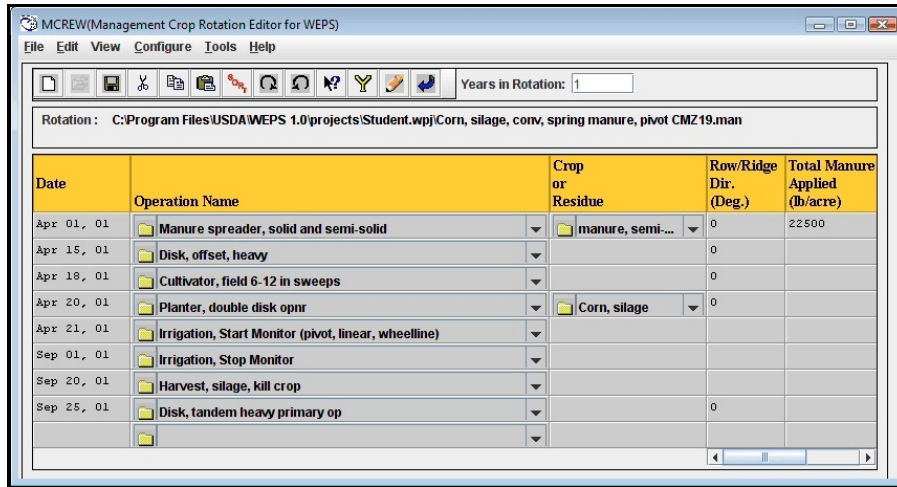 MCREW(Management Crop Rotation Editor for WEPS)
File Edit View Configure Tools Help
SORT Years in Rotation: 1
Rotation : C:\Program Files\USDA\WEPS 1.0\projects\Student.wpj\Corn, silage, conv, spring manure, pivot CMZ19.man
Date Operation Name Crop or Residue Row/Ridge Dir. (Deg.) Total Manure Applied (lb/acre)
Apr 01, 01 Manure spreader, solid and semi-solid manure, semi-... 0 22500
Apr 15, 01 Disk, offset, heavy 0
Apr 18, 01 Cultivator, field 6-12 in sweeps 0
Apr 20, 01 Planter, double disk opnr Corn, silage 0
Apr 21, 01 Irrigation, Start Monitor (pivot, linear, wheelline)
Sep 01, 01 Irrigation, Stop Monitor
Sep 20, 01 Harvest, silage, kill crop
Sep 25, 01 Disk, tandem heavy primary op 0